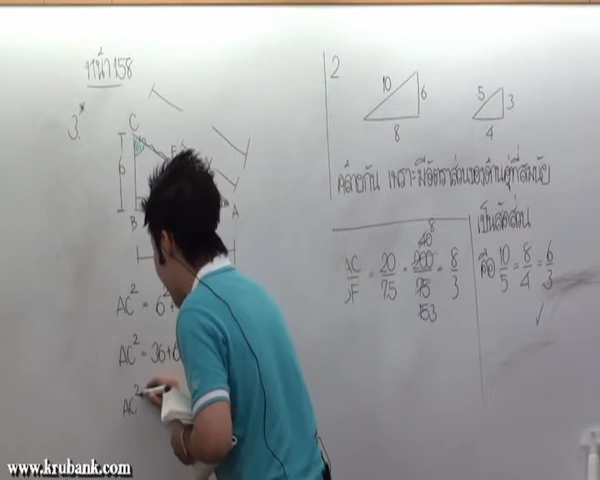 หน้า 158
3.*
C
6
B
A
AC² = 6²
AC² = 36+6
AC²
2
10
6
8
5
3
4
คล้ายกัน เพราะมีอัตราส่วนของด้านคู่ที่สมนัย
เป็นสัดส่วน
คือ 10/5 = 8/4 = 6/3
= 20/7.5 = 200/75 = 8/3
www.krubank.com